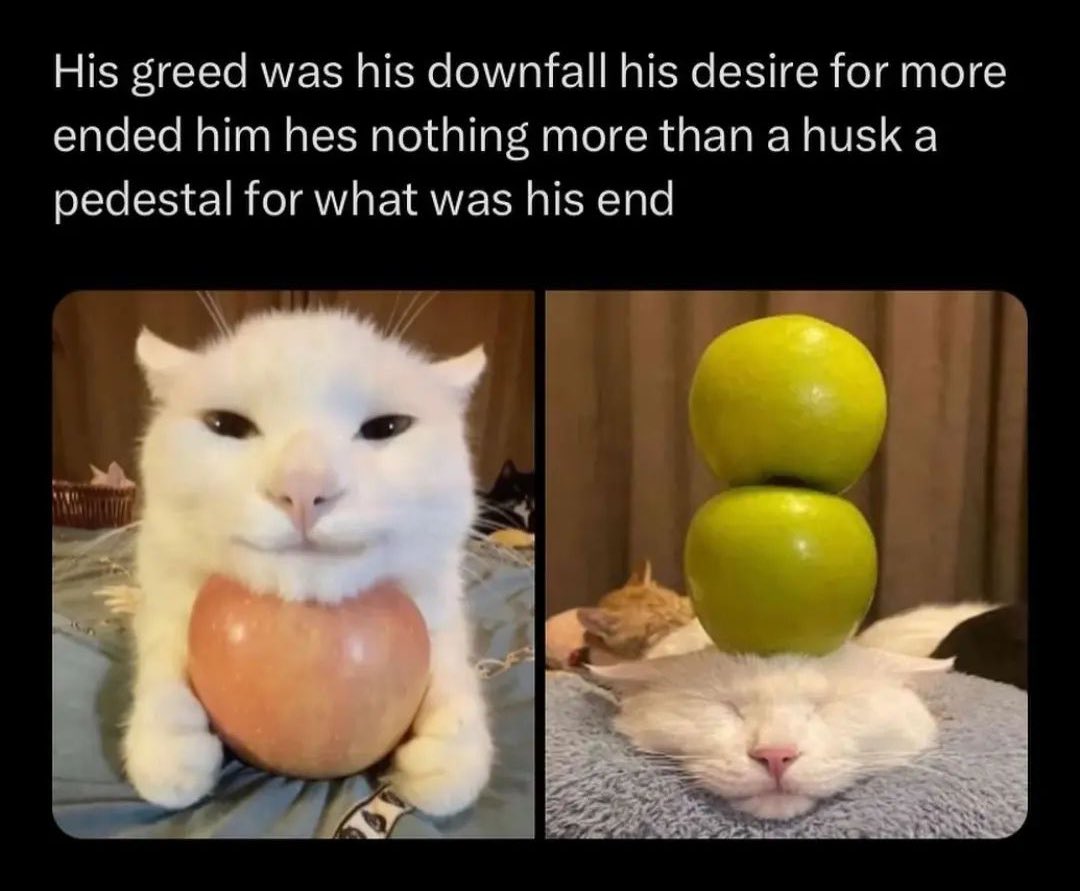 His greed was his downfall his desire for more
ended him hes nothing more than a husk a
pedestal for what was his end